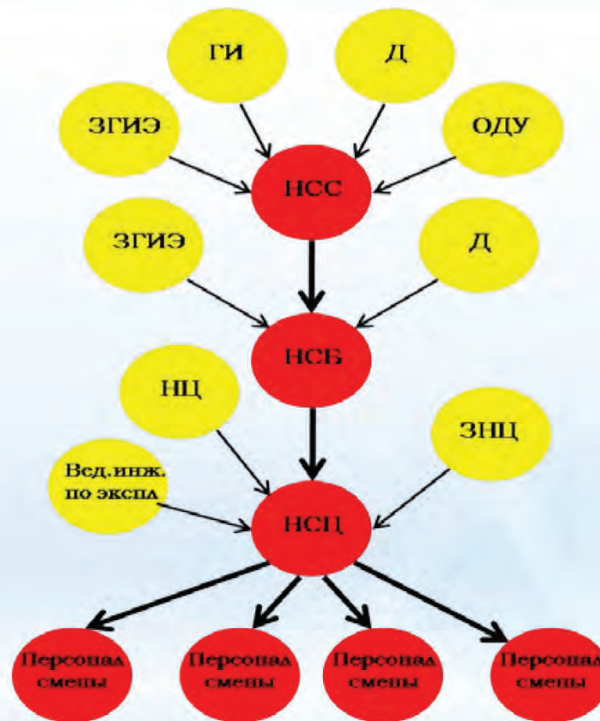 ГИ
Д
ЗГИЭ
ОДУ
НСС
ЗГИЭ
Д
НСБ
НЦ
ЗНЦ
Вед.инж.
по экспл
НСЦ
Персонал
смены
Персонал
смены
Персонал
смены
Персонал
смены